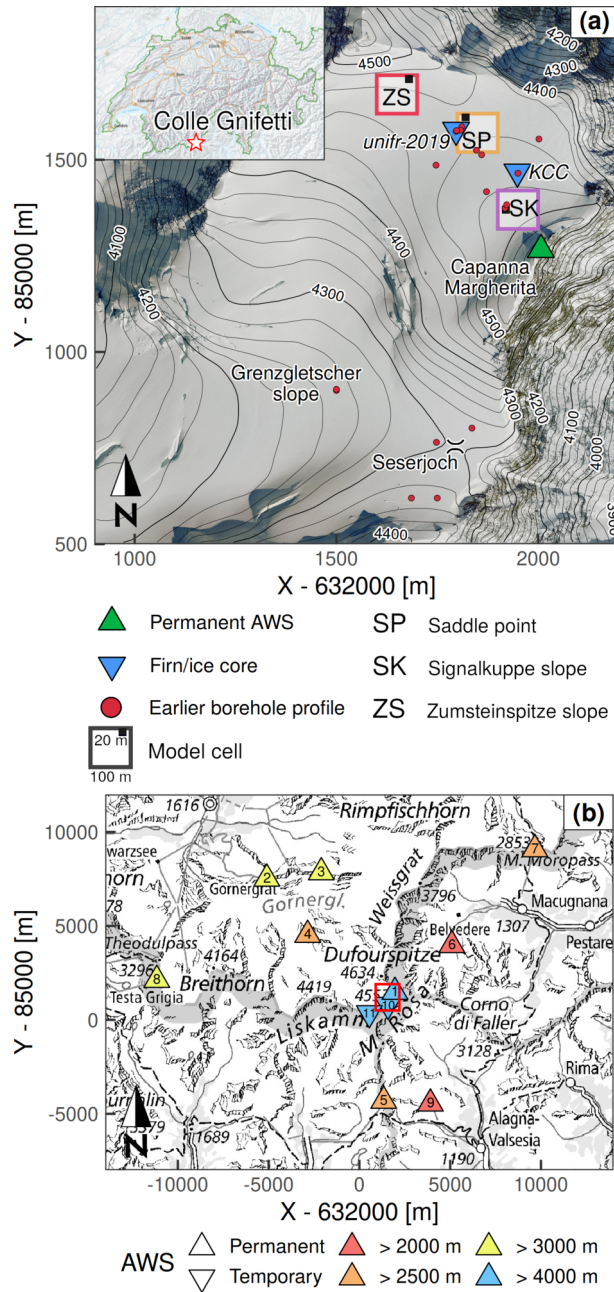 (a)
Colle Gnifetti
4500
4200
4300
4400
ZS
unifr-2019
SP
KCC
SK
Capanna
Margherita
4100
4200
4400
4300
4500
Grenzgletscher
slope
4300
4200
4100
4000
Seserjoch
4400
N
Y - 85000 [m]
1500
1000
500
1000
1500
2000
X - 632000 [m]
Permanent AWS
SP
Saddle point
Firn/ice core
SK
Signalkuppe slope
Earlier borehole profile
ZS
Zumsteinspitze slope
20 m
100 m
Model cell
(b)
1616
Rimpfischhorn
warzsee
Gornergrat
2
3
Gornergl.
Weissgrat
7
M. Moropass
3796
Macugnana
Belvedere
1307
Pestare
6
4
Dufourspitze
4634
Theodulpass
3296
4164
8
Testa Grigia
Breithorn
4419
1
10
11
Liskamm
M. Rosa
Corno
di Faller
3128
Rima
5
9
Alagna-
Valsesia
1689
1190
N
Y - 85000 [m]
10000
5000
0
-5000
-10000
-5000
0
5000
10000
X - 632000 [m]
AWS
Permanent
> 2000 m
> 3000 m
Temporary
> 2500 m
> 4000 m